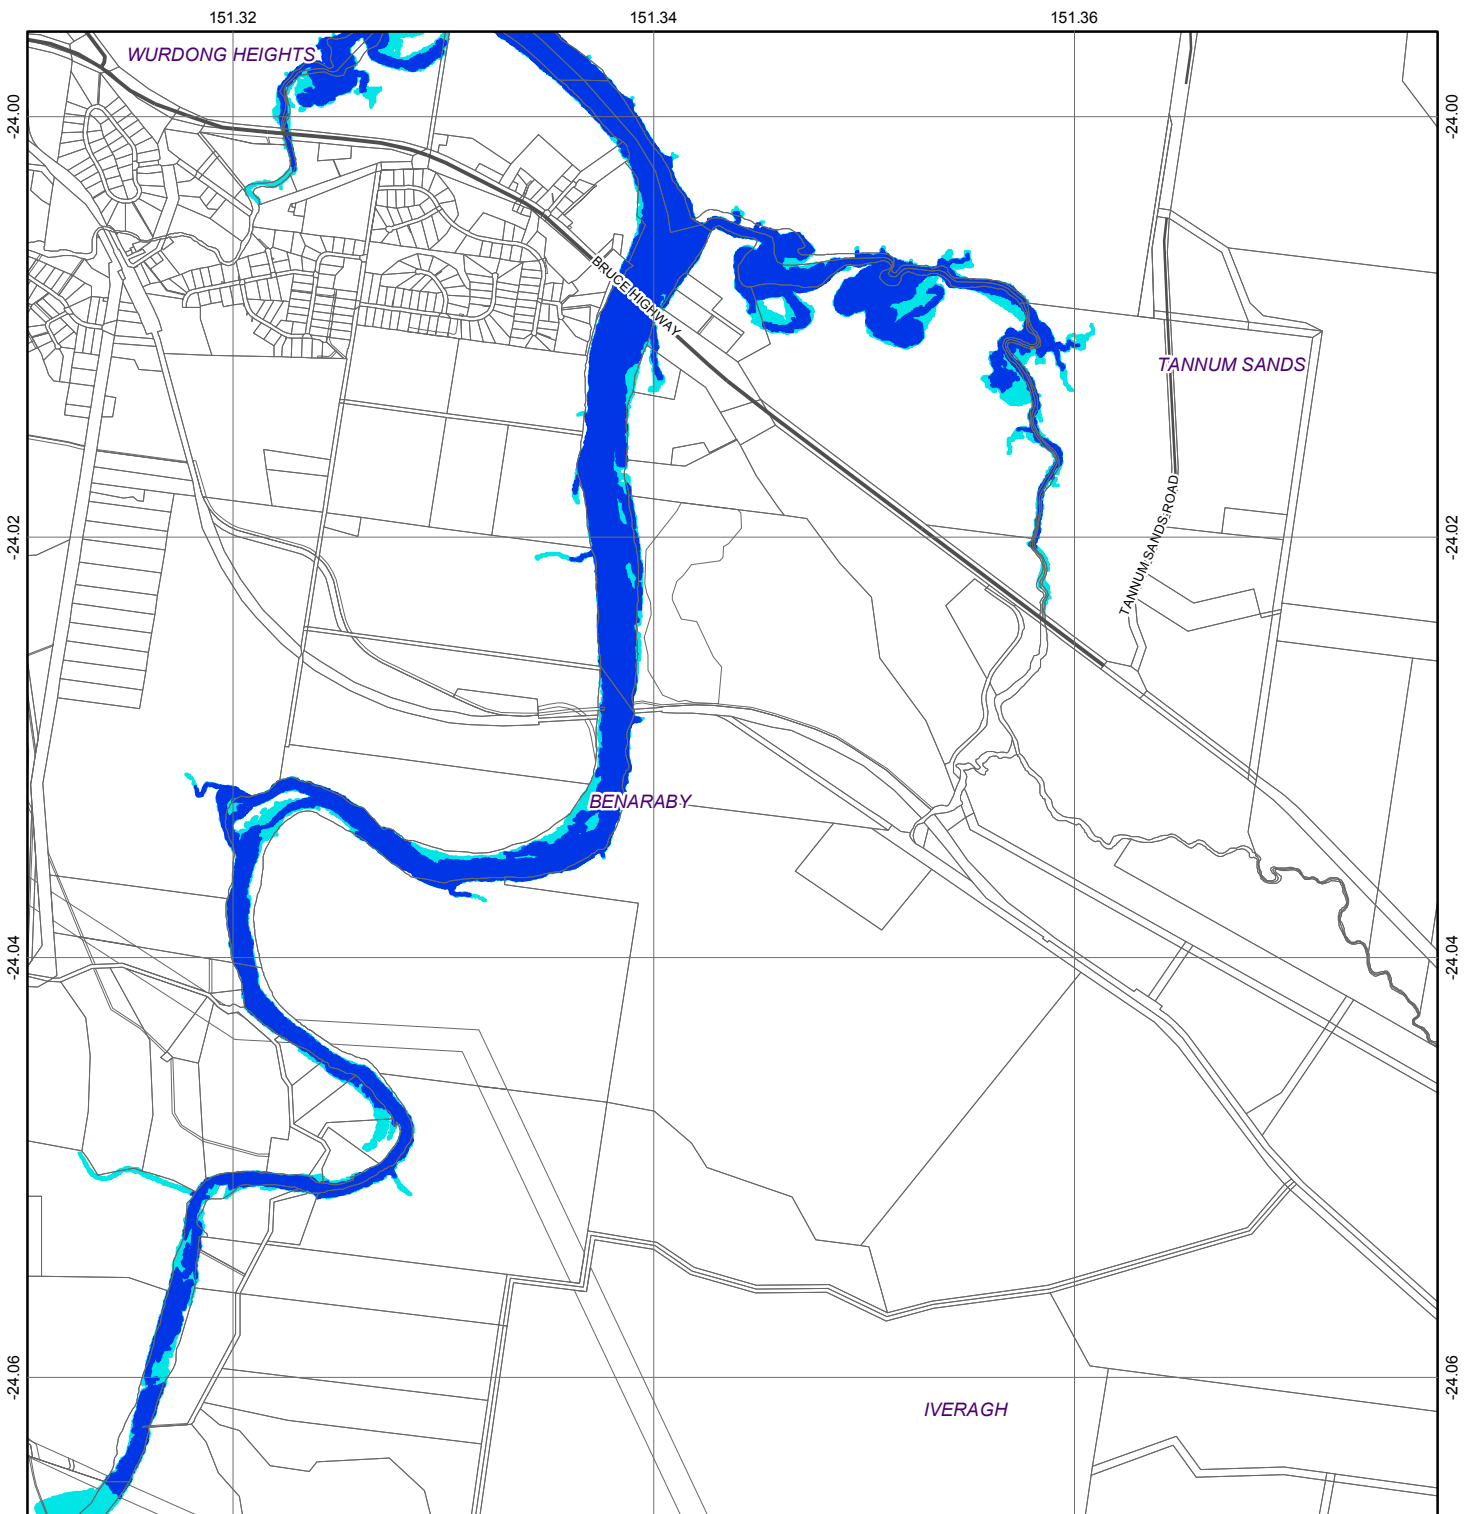 151.32
151.34
151.36
WURDONG HEIGHTS
-24.00
-24.00
BRUCE HIGHWAY
TANNUM SANDS
-24.02
-24.02
TANNUM SANDS ROAD
BENARABY
-24.04
-24.04
-24.06
-24.06
IVERAGH